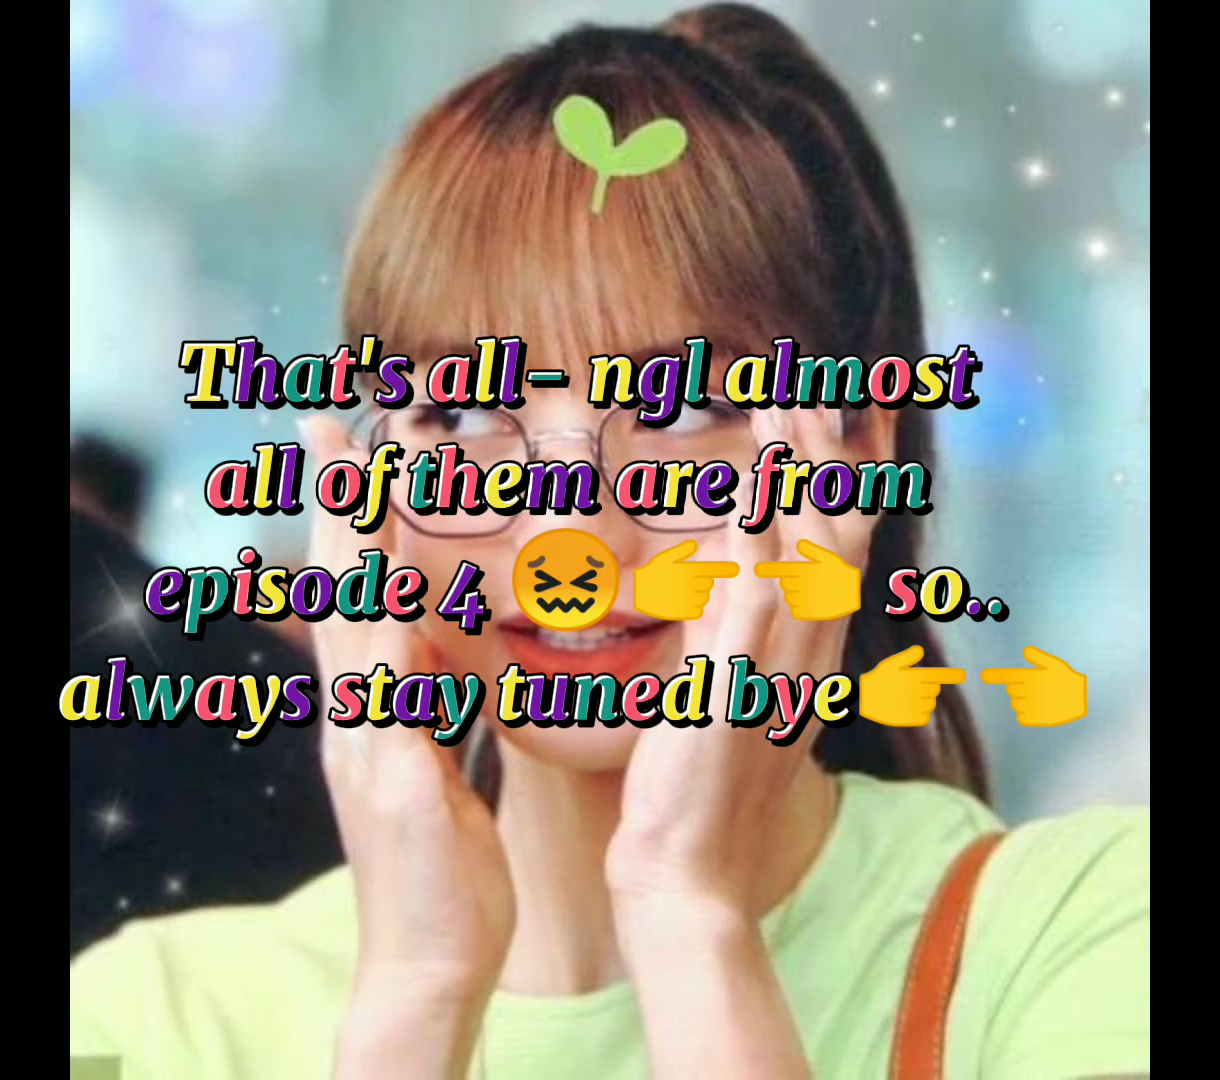 That's all- ngl almost
all of them are from
episode 4 😖👉👈 so..
always stay tuned bye👉👈